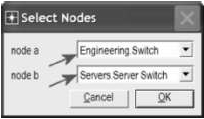 Select Nodes
node a Engineering.Switch
node b Servers.Server Switch
Cancel OK